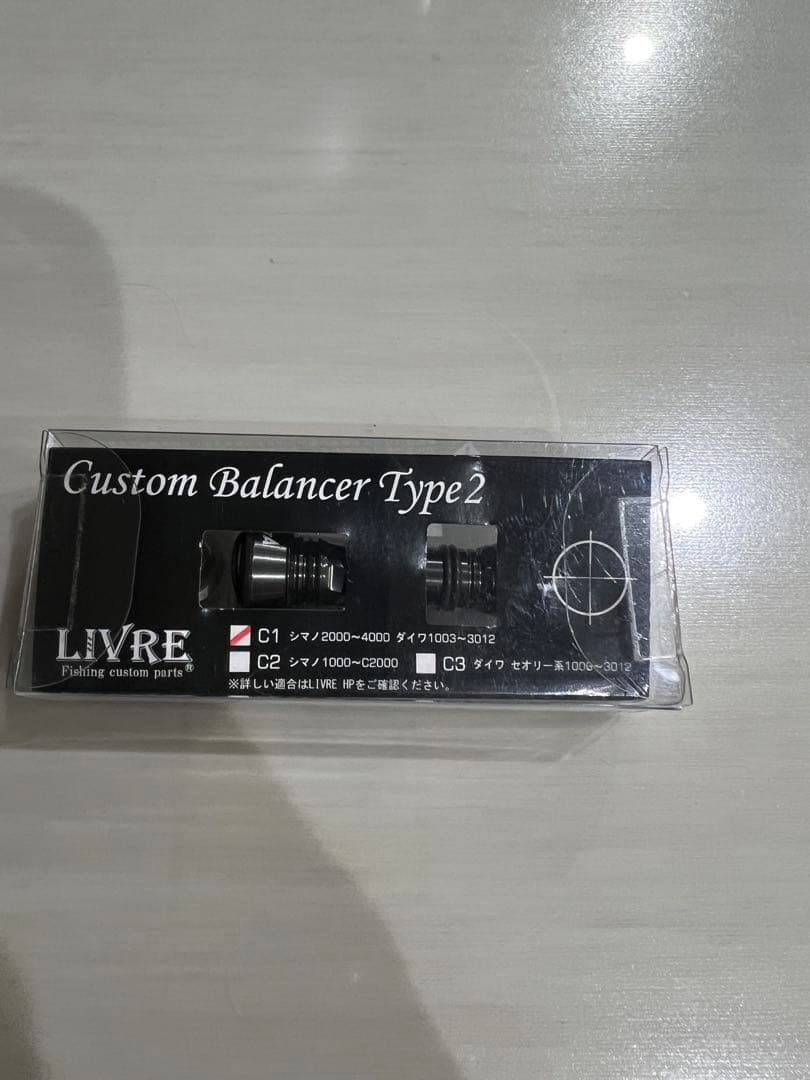 Custom Balancer Type2
LIVRE®
Fishing custom parts
C1 シマノ2000〜4000 ダイワ1003〜3012
C2 シマノ1000〜C2000 C3 ダイワ セオリー系1000〜3012
※詳しい適合はLIVRE HPをご確認ください。